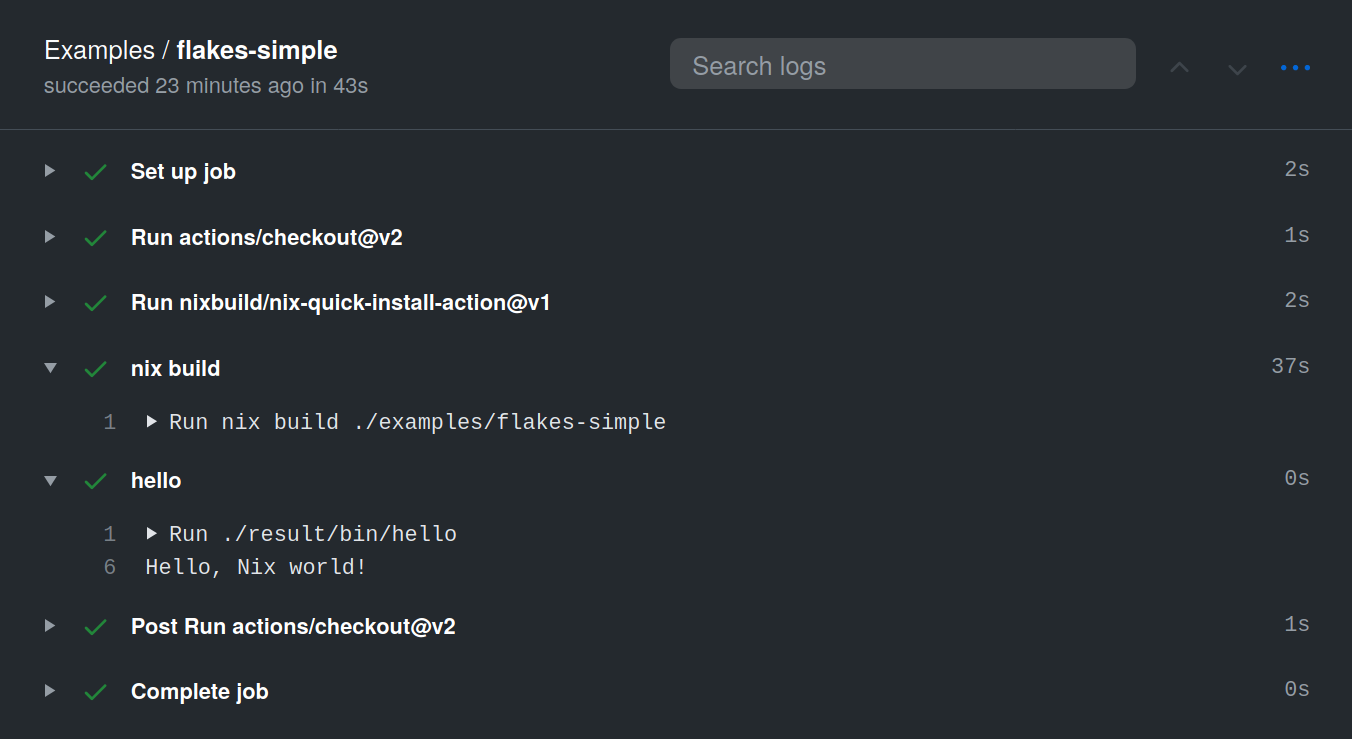 Examples / flakes-simple
succeeded 23 minutes ago in 43s
Search logs
Set up job 2s
Run actions/checkout@v2 1s
Run nixbuild/nix-quick-install-action@v1 2s
nix build 37s
1 Run nix build ./examples/flakes-simple
hello 0s
1 Run ./result/bin/hello
6 Hello, Nix world!
Post Run actions/checkout@v2 1s
Complete job 0s